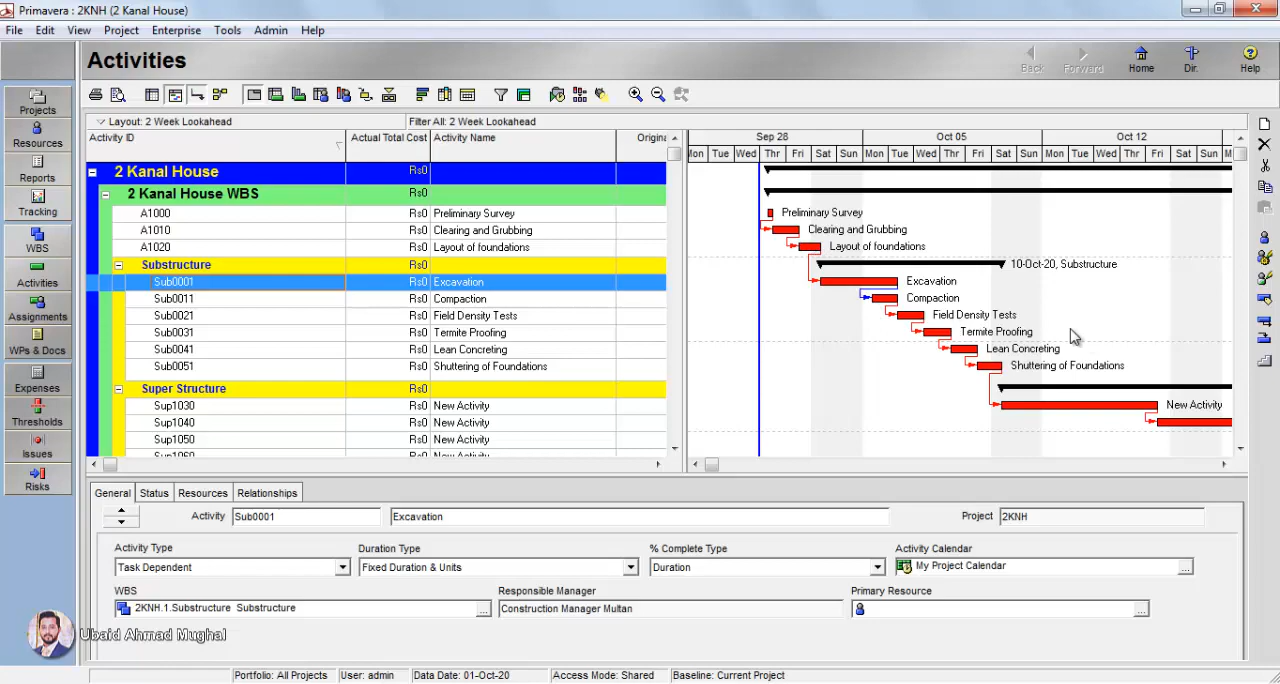 Primavera : 2KNH (2 Kanal House)
File Edit View Project Enterprise Tools Admin Help
Activities
Back Forward Home Dir. Help
Projects
Resources
Reports
Tracking
WBS
Activities
Assignments
WPs & Docs
Expenses
Thresholds
Issues
Risks
Layout: 2 Week Lookahead Filter All: 2 Week Lookahead
Activity ID Actual Total Cost Activity Name Origina
2 Kanal House Rs0
2 Kanal House WBS Rs0
A1000 Rs0 Preliminary Survey
A1010 Rs0 Clearing and Grubbing
A1020 Rs0 Layout of foundations
Substructure Rs0
Sub0001 Rs0 Excavation
Sub0011 Rs0 Compaction
Sub0021 Rs0 Field Density Tests
Sub0031 Rs0 Termite Proofing
Sub0041 Rs0 Lean Concreting
Sub0051 Rs0 Shuttering of Foundations
Super Structure Rs0
Sup1030 Rs0 New Activity
Sup1040 Rs0 New Activity
Sup1050 Rs0 New Activity
Sup1060 Rs0 New Activity
Sep 28 Oct 05 Oct 12
Mon Tue Wed Thr Fri Sat Sun Mon Tue Wed Thr Fri Sat Sun Mon Tue Wed Thr Fri Sat Sun M
Preliminary Survey
Clearing and Grubbing
Layout of foundations
10-Oct-20, Substructure
Excavation
Compaction
Field Density Tests
Termite Proofing
Lean Concreting
Shuttering of Foundations
New Activity
General Status Resources Relationships
Activity Sub0001 Excavation Project 2KNH
Activity Type Duration Type % Complete Type Activity Calendar
Task Dependent Fixed Duration & Units Duration My Project Calendar ...
WBS Responsible Manager Primary Resource
2KNH.1.Substructure Substructure ... Construction Manager Multan ...
Ubaid Ahmad Mughal
Portfolio: All Projects User: admin Data Date: 01-Oct-20 Access Mode: Shared Baseline: Current Project